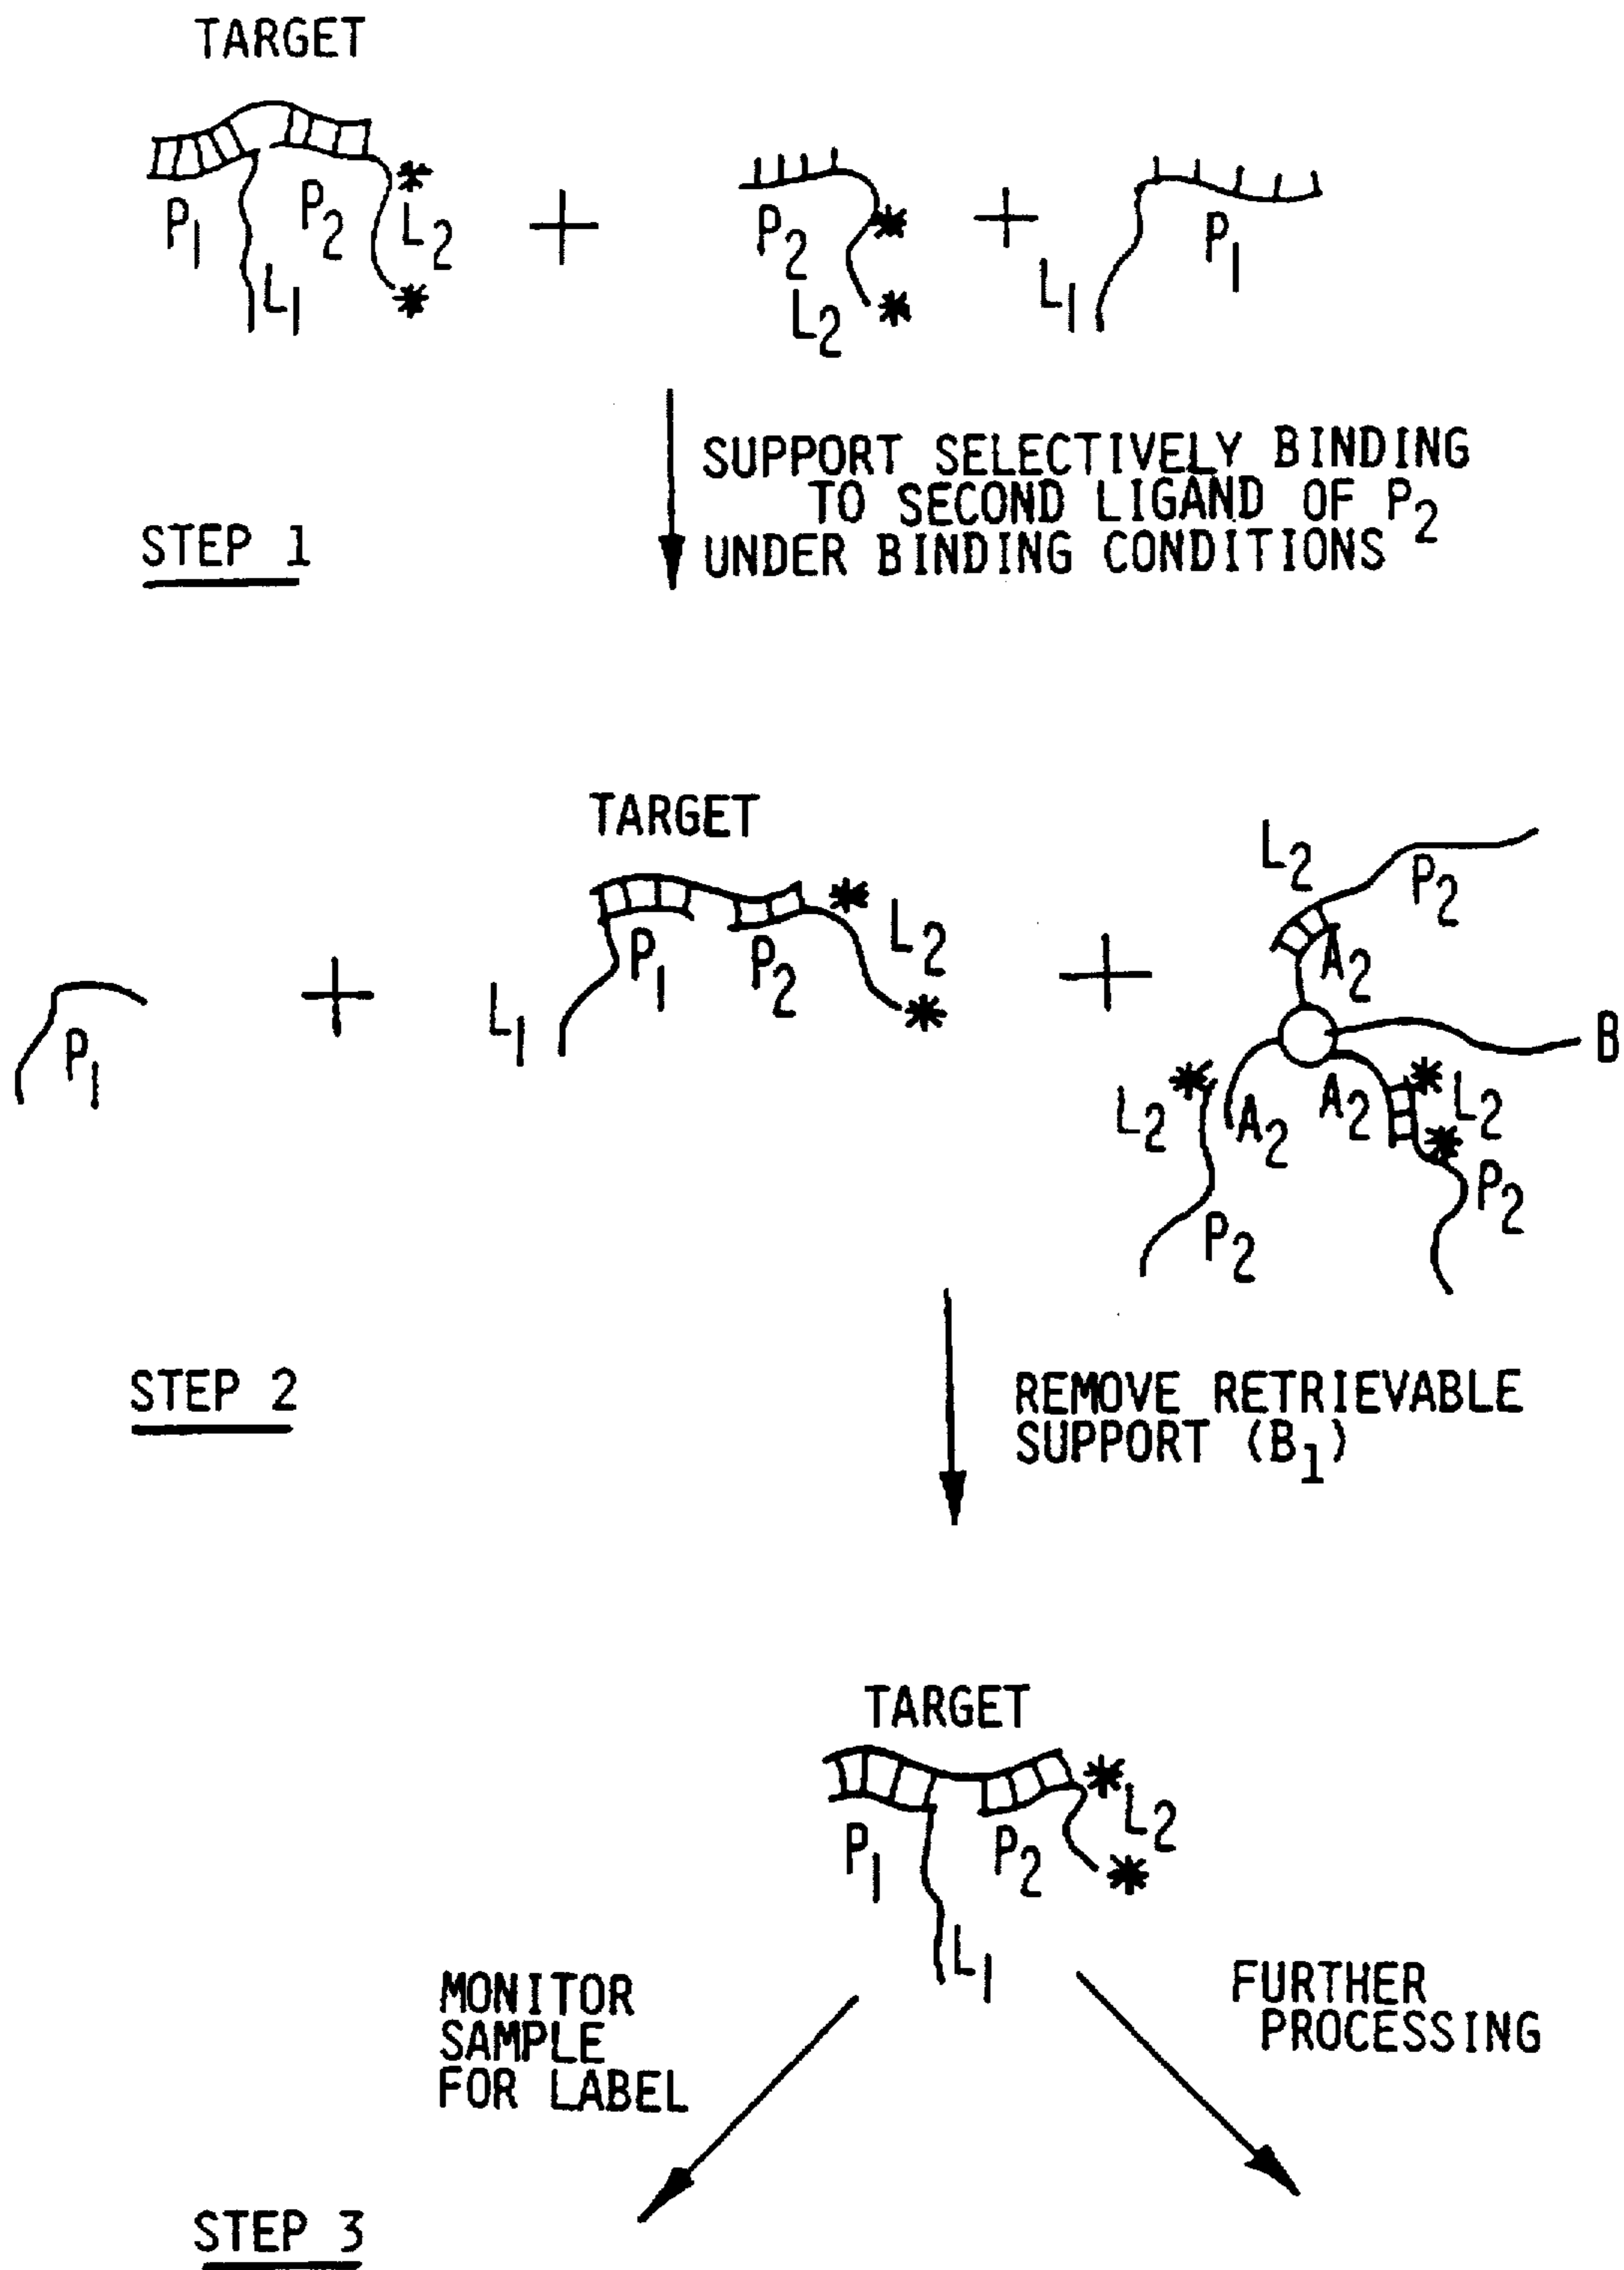 TARGET
P1 L1 P2 L2 * *
+
P2 L2 * *
+
L1 P1
STEP 1
SUPPORT SELECTIVELY BINDING
TO SECOND LIGAND OF P2
UNDER BINDING CONDITIONS
P1
+
TARGET
L1 P1 P2 L2 * *
+
L2 P2
A2
B
L2 * A2 A2 * L2
*
P2 P2
STEP 2
REMOVE RETRIEVABLE
SUPPORT (B1)
TARGET
P1 P2 * L2 *
L1
MONITOR
SAMPLE
FOR LABEL
FURTHER
PROCESSING
STEP 3